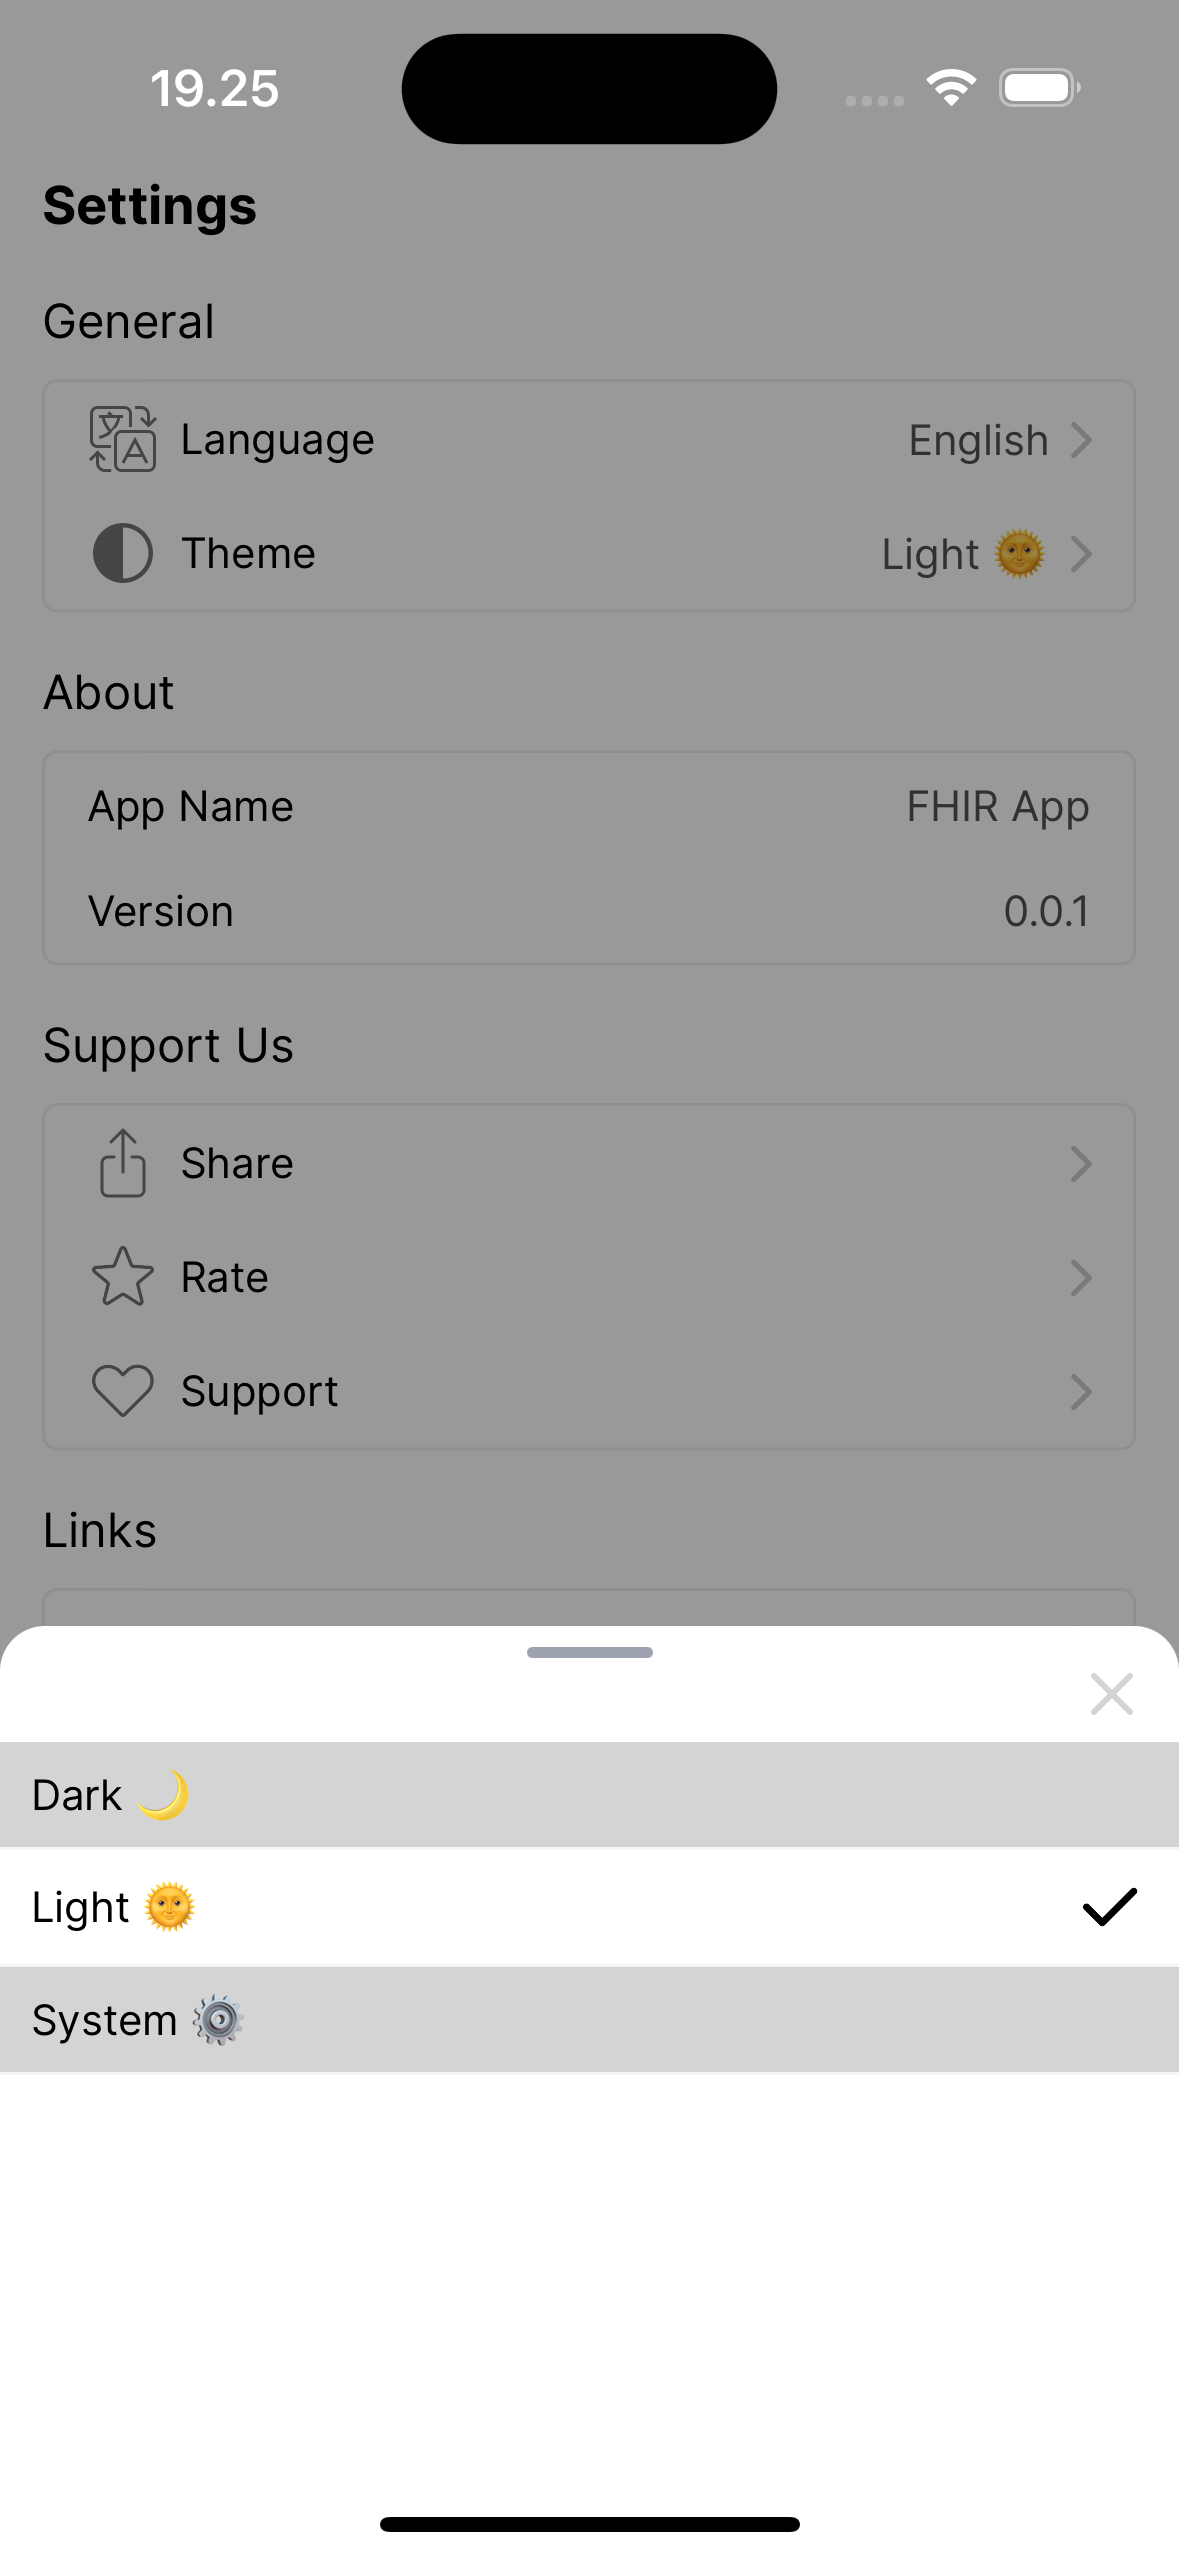 19.25
Settings
General
Language English
Theme Light 🌞
About
App Name FHIR App
Version 0.0.1
Support Us
Share
Rate
Support
Links
Dark 🌙
Light 🌞
System ⚙️